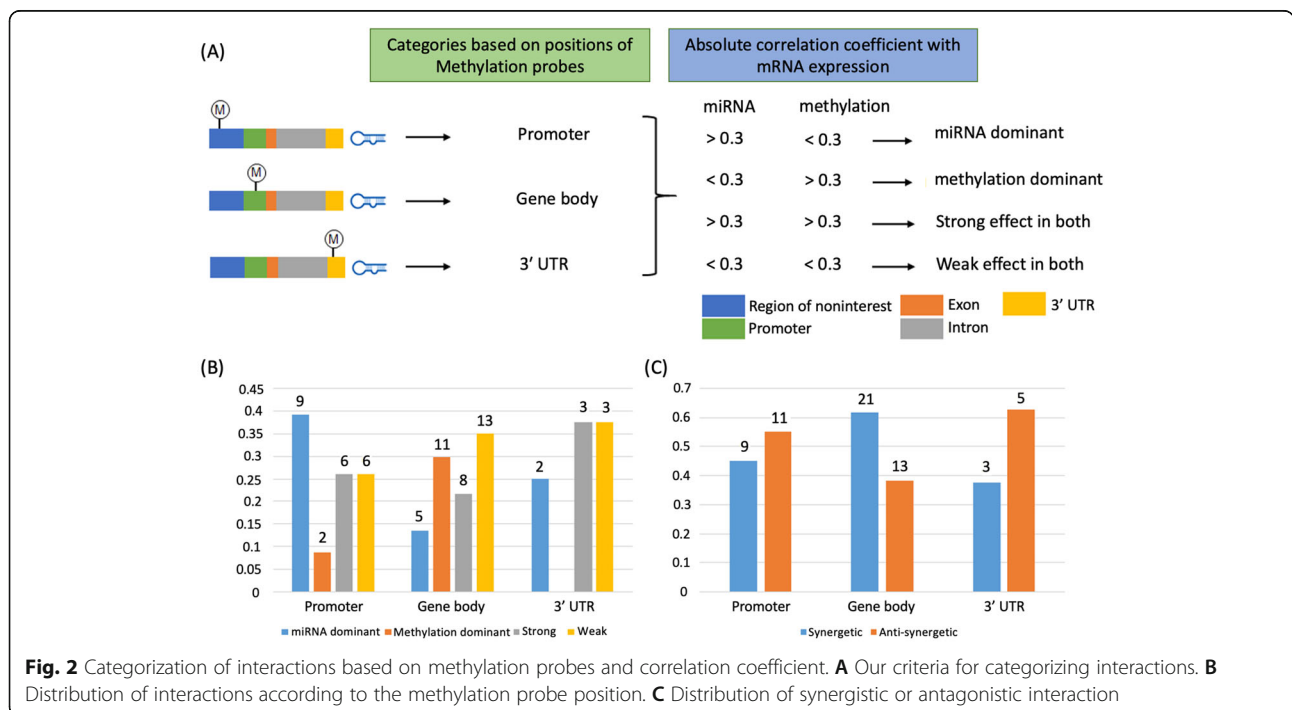 (A)
Categories based on positions of
Methylation probes
Absolute correlation coefficient with
mRNA expression
miRNA methylation
M
Promoter
> 0.3 < 0.3 miRNA dominant
M
Gene body
< 0.3 > 0.3 methylation dominant
> 0.3 > 0.3 Strong effect in both
M
3' UTR
< 0.3 < 0.3 Weak effect in both
Region of noninterest Exon 3' UTR
Promoter Intron
(B)
0.45
0.4
0.35
0.3
0.25
0.2
0.15
0.1
0.05
0
9 2 6 6
5 11 8 13
2 3 3
Promoter Gene body 3' UTR
miRNA dominant Methylation dominant Strong Weak
(C)
0.7
0.6
0.5
0.4
0.3
0.2
0.1
0
9 11
21 13
3 5
Promoter Gene body 3' UTR
Synergetic Anti-synergetic
Fig. 2 Categorization of interactions based on methylation probes and correlation coefficient. A Our criteria for categorizing interactions. B
Distribution of interactions according to the methylation probe position. C Distribution of synergistic or antagonistic interaction